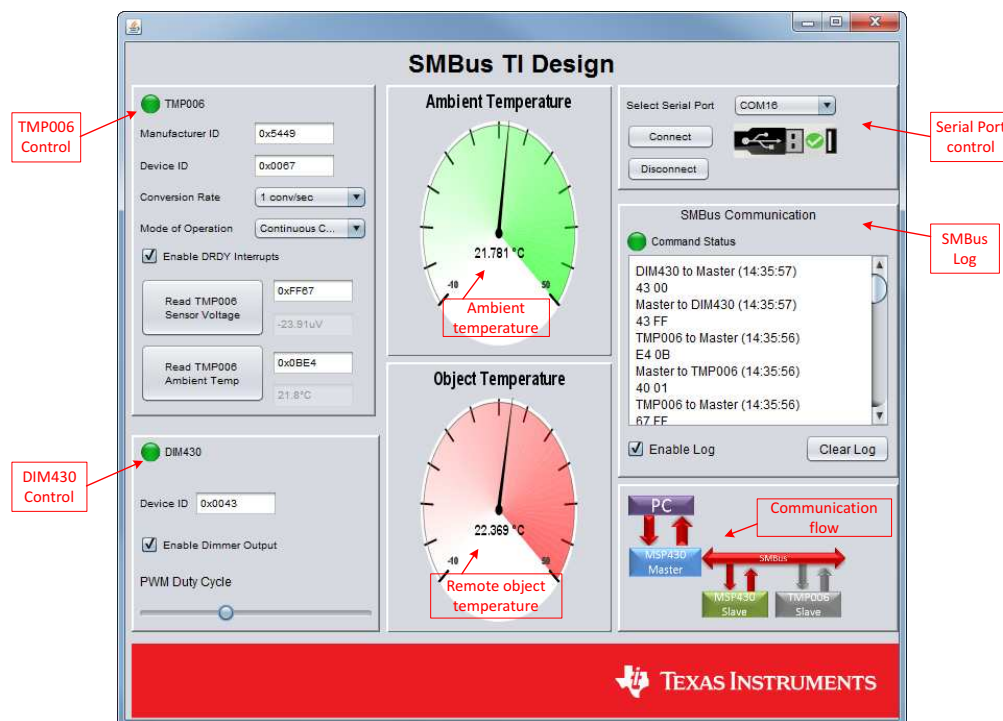 SMBus TI Design
TMP006
Control
TMP006
Manufacturer ID
0x5449
Device ID
0x0067
Conversion Rate
1 conv/sec
Mode of Operation
Continuous C...
Enable DRDY Interrupts
Read TMP006
Sensor Voltage
0xFF67
-23.91uV
Read TMP006
Ambient Temp
0x0BE4
21.8°C
DIM430
Control
DIM430
Device ID
0x0043
Enable Dimmer Output
PWM Duty Cycle
Ambient Temperature
21.781 °C
-10
50
Ambient
temperature
Object Temperature
22.369 °C
-10
50
Remote object
temperature
Select Serial Port
COM16
Connect
Disconnect
Serial Port
control
SMBus Communication
Command Status
DIM430 to Master (14:35:57)
43 00
Master to DIM430 (14:35:57)
43 FF
TMP006 to Master (14:35:56)
E4 0B
Master to TMP006 (14:35:56)
40 01
TMP006 to Master (14:35:56)
67 FF
Enable Log
Clear Log
SMBus
Log
PC
Communication
flow
MSP430
Master
SMBus
MSP430
Slave
TMP006
Slave
TEXAS INSTRUMENTS